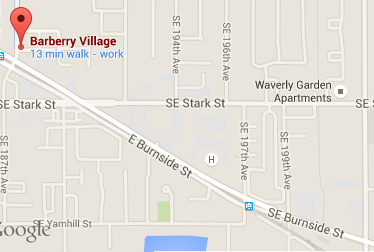 Barberry Village
13 min walk - work
SE 194th Ave
SE 196th Ave
Waverly Garden
Apartments
SE Stark St
SE Stark St
SE St
E Burnside St
H
SE 187th Ave
SE 197th Ave
SE 199th Ave
SE Yamhill St
SE Burnside St
Google